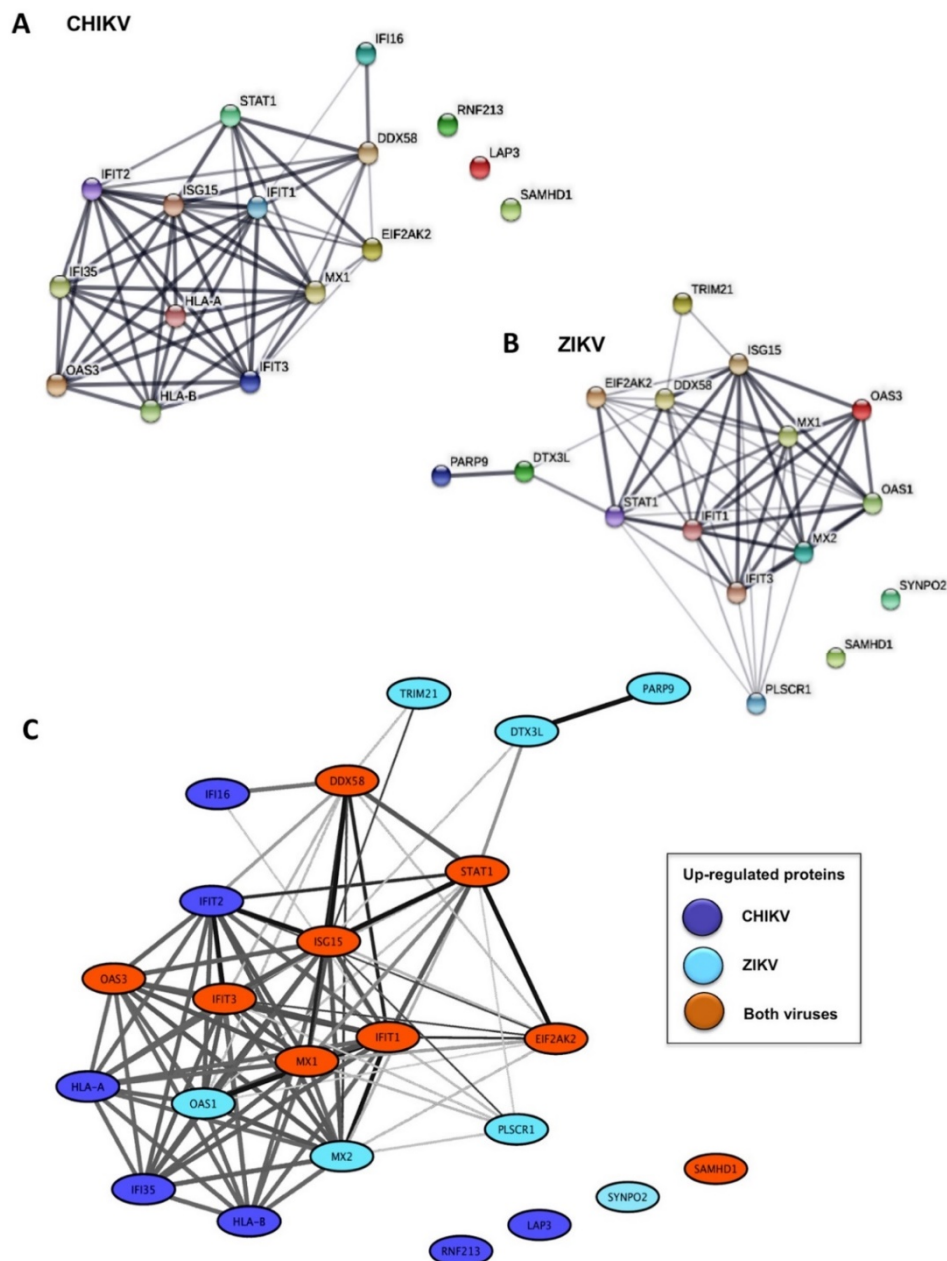 A CHIKV
IFI16
STAT1
RNF213
DDX58
LAP3
IFIT2
ISG15
IFIT1
SAMHD1
EIF2AK2
IFI35
MX1
HLA-A
OAS3
IFIT3
HLA-B
B ZIKV
TRIM21
ISG15
EIF2AK2
DDX58
OAS3
MX1
PARP9
DTX3L
OAS1
STAT1
IFIT1
MX2
IFIT3
SYNPO2
SAMHD1
PLSCR1
C
TRIM21
PARP9
DTX3L
IFI16
DDX58
STAT1
IFIT2
ISG15
OAS3
IFIT3
IFIT1
EIF2AK2
MX1
HLA-A
OAS1
PLSCR1
MX2
IFI35
HLA-B
SAMHD1
SYNPO2
LAP3
RNF213
Up-regulated proteins
CHIKV
ZIKV
Both viruses